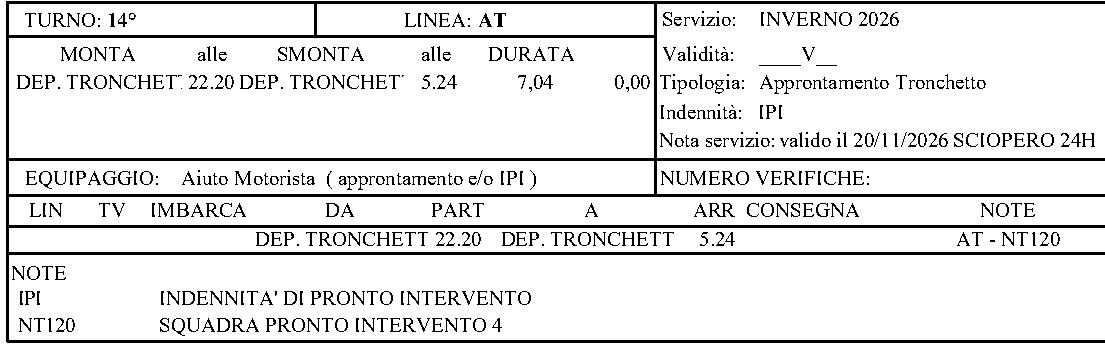 TURNO: 14° LINEA: AT
Servizio: INVERNO 2026
MONTA alle SMONTA alle DURATA
Validità: ____V__
DEP. TRONCHETT 22.20 DEP. TRONCHET 5.24 7,04 0,00
Tipologia: Approntamento Tronchetto
Indennità: IPI
Nota servizio: valido il 20/11/2026 SCIOPERO 24H
EQUIPAGGIO: Aiuto Motorista ( approntamento e/o IPI )
NUMERO VERIFICHE:
LIN TV IMBARCA DA PART A ARR CONSEGNA NOTE
DEP. TRONCHETT 22.20 DEP. TRONCHETT 5.24 AT - NT120
NOTE
IPI INDENNITA' DI PRONTO INTERVENTO
NT120 SQUADRA PRONTO INTERVENTO 4